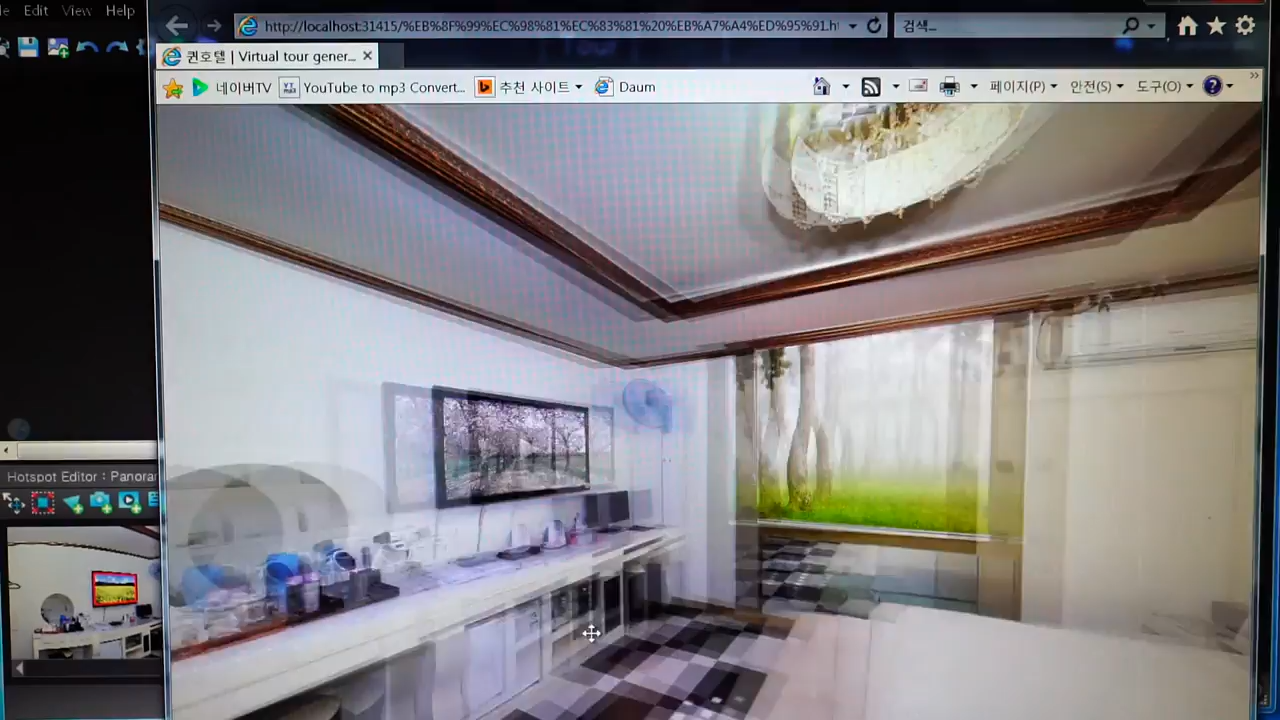 Edit View Help
http://localhost:31415/%EB%8F%99%EC%98%81%EC%83%81%20%EB%A7%A4%ED%95%91.ht
검색...
퀸호텔 | Virtual tour gener...
네이버TV
YouTube to mp3 Convert...
추천 사이트
Daum
페이지(P)
안전(S)
도구(O)
Hotspot Editor : Panora